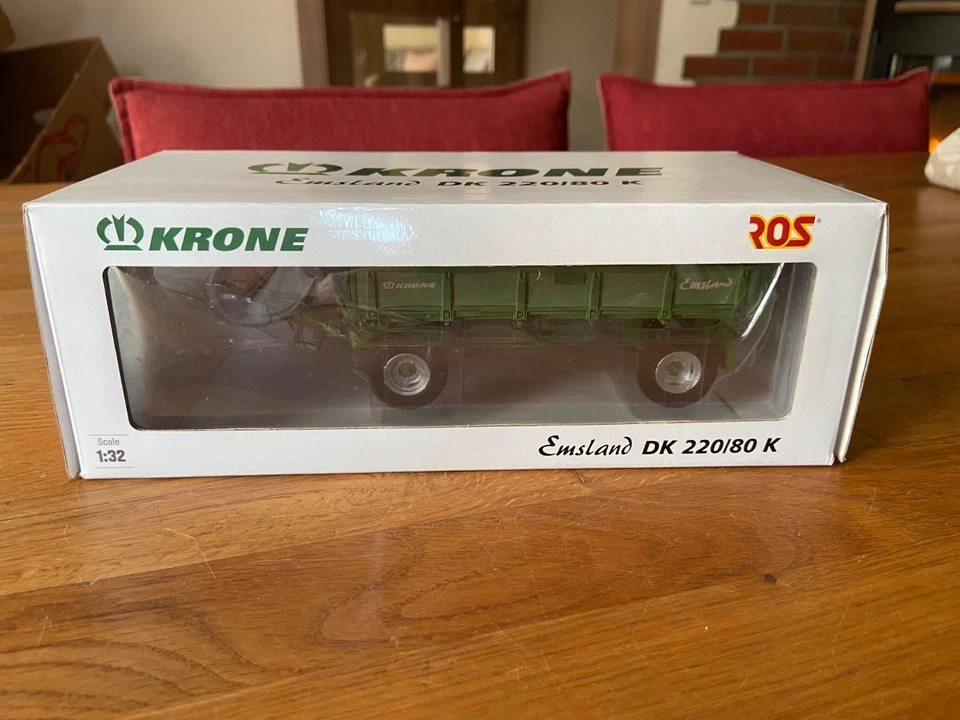 KRONE
Emsland DK 220/80 K
KRONE
ROS®
KRONE
Emsland
Scale
1:32
Emsland DK 220/80 K